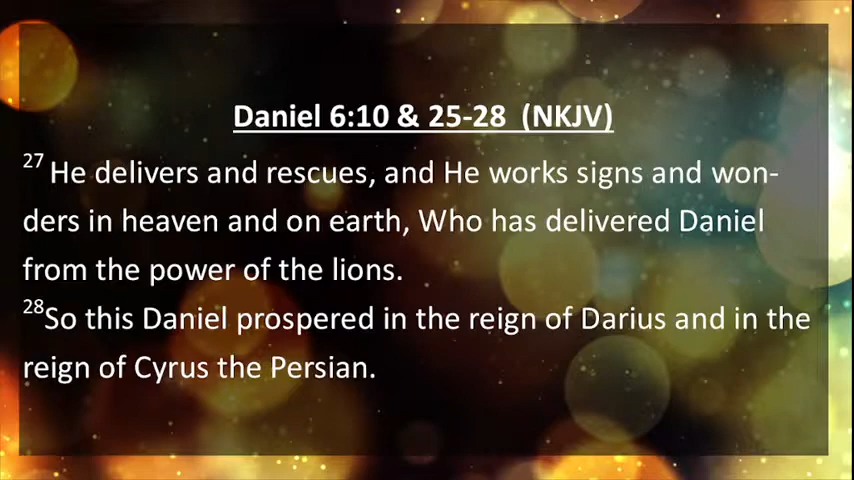 Daniel 6:10 & 25-28 (NKJV)
27 He delivers and rescues, and He works signs and won-
ders in heaven and on earth, Who has delivered Daniel
from the power of the lions.
28So this Daniel prospered in the reign of Darius and in the
reign of Cyrus the Persian.